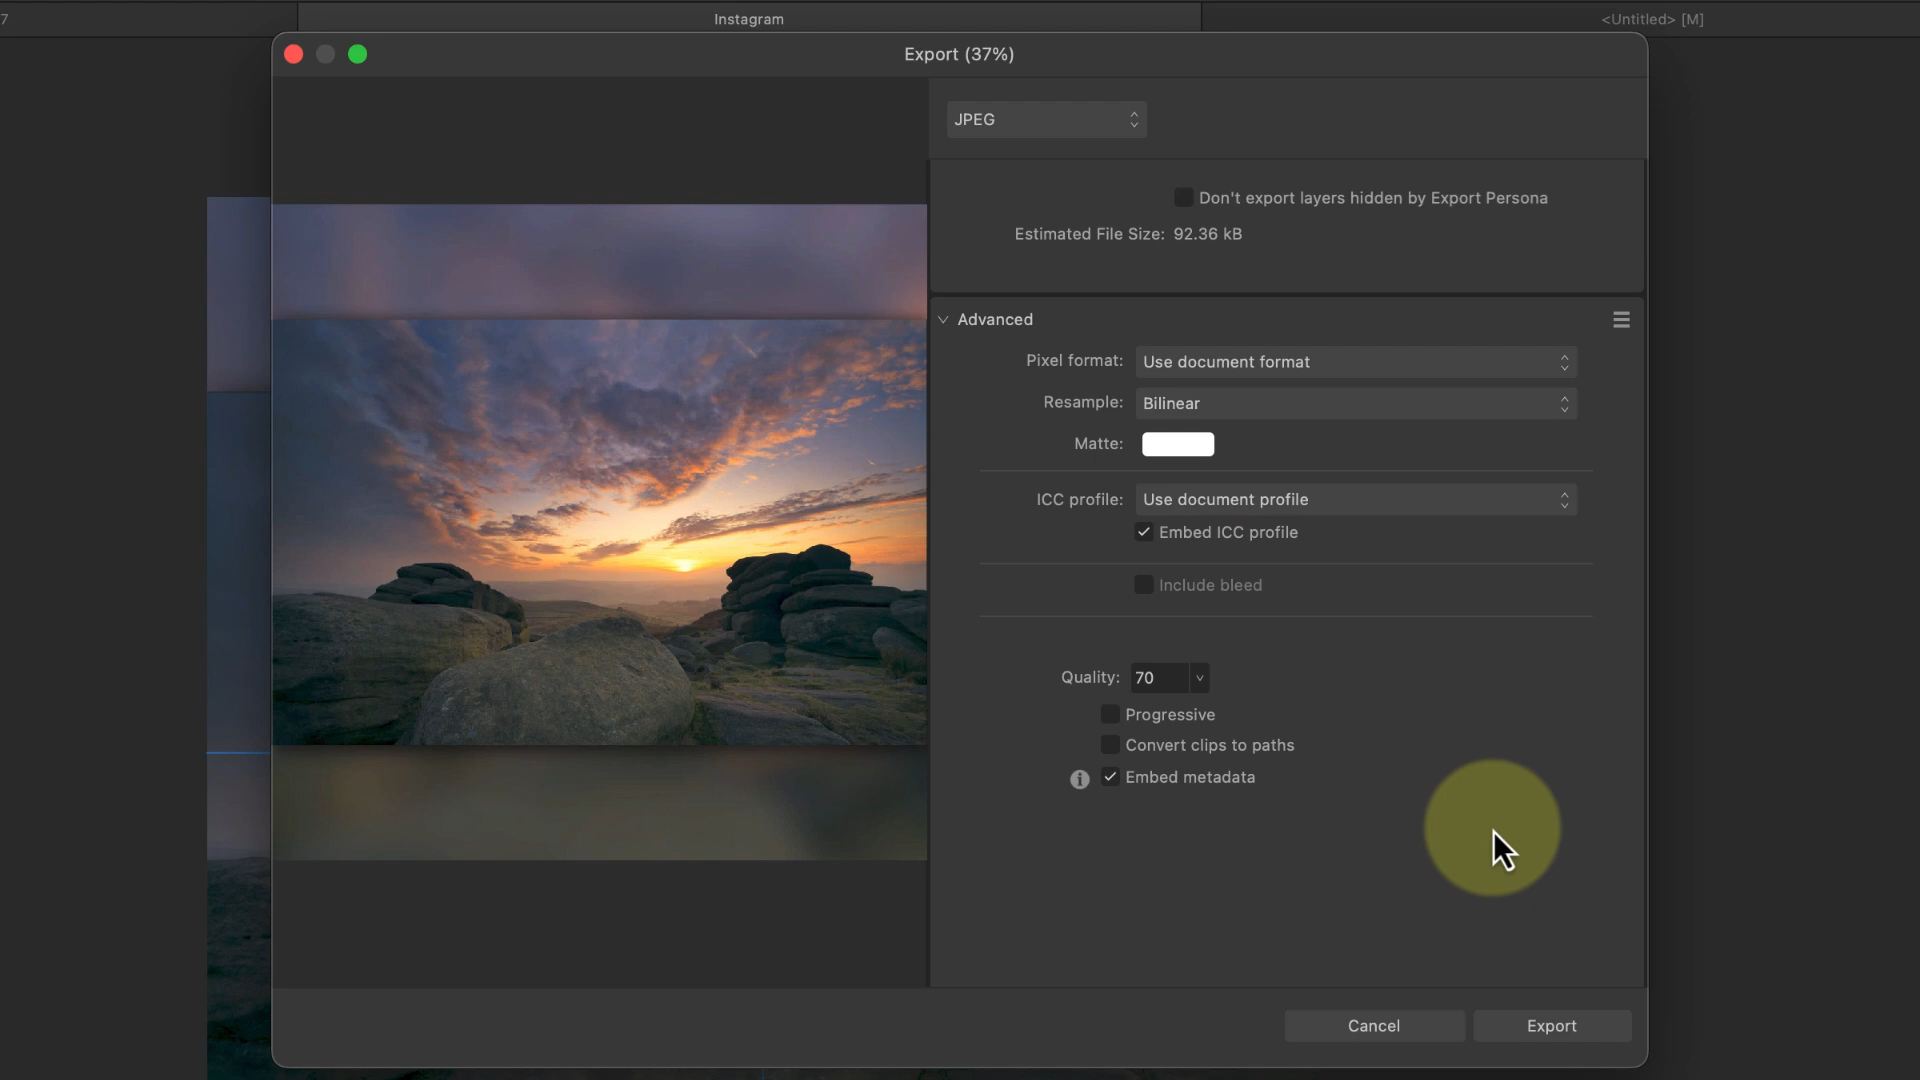 7
Instagram
<Untitled> [M]
Export (37%)
JPEG
Don't export layers hidden by Export Persona
Estimated File Size: 92.36 kB
Advanced
Pixel format: Use document format
Resample: Bilinear
Matte:
ICC profile: Use document profile
Embed ICC profile
Include bleed
Quality: 70
Progressive
Convert clips to paths
Embed metadata
Cancel
Export